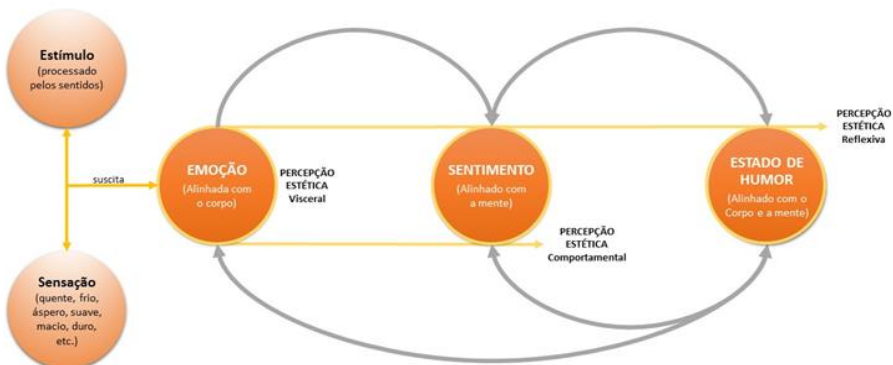 Estímulo
(processado
pelos sentidos)
suscita
Sensação
(quente, frio,
áspero, suave,
macio, duro,
etc.)
EMOÇÃO
(Alinhada com
o corpo)
PERCEPÇÃO
ESTÉTICA
Visceral
SENTIMENTO
(Alinhado com
a mente)
PERCEPÇÃO
ESTÉTICA
Comportamental
ESTADO DE
HUMOR
(Alinhado com o
Corpo e a mente)
PERCEPÇÃO
ESTÉTICA
Reflexiva